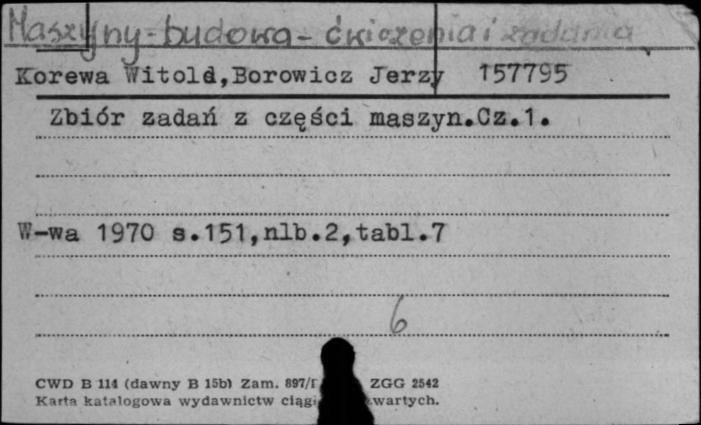 Maszyny - budowa - ćwiczenia i zadania
Korewa Witold,Borowicz Jerzy 157795
Zbiór zadań z części maszyn.Cz.1.
W-wa 1970 s.151,nlb.2,tabl.7
6
CWD B 114 (dawny B 15b) Zam. 897/ ZGG 2542
Karta katalogowa wydawnictw